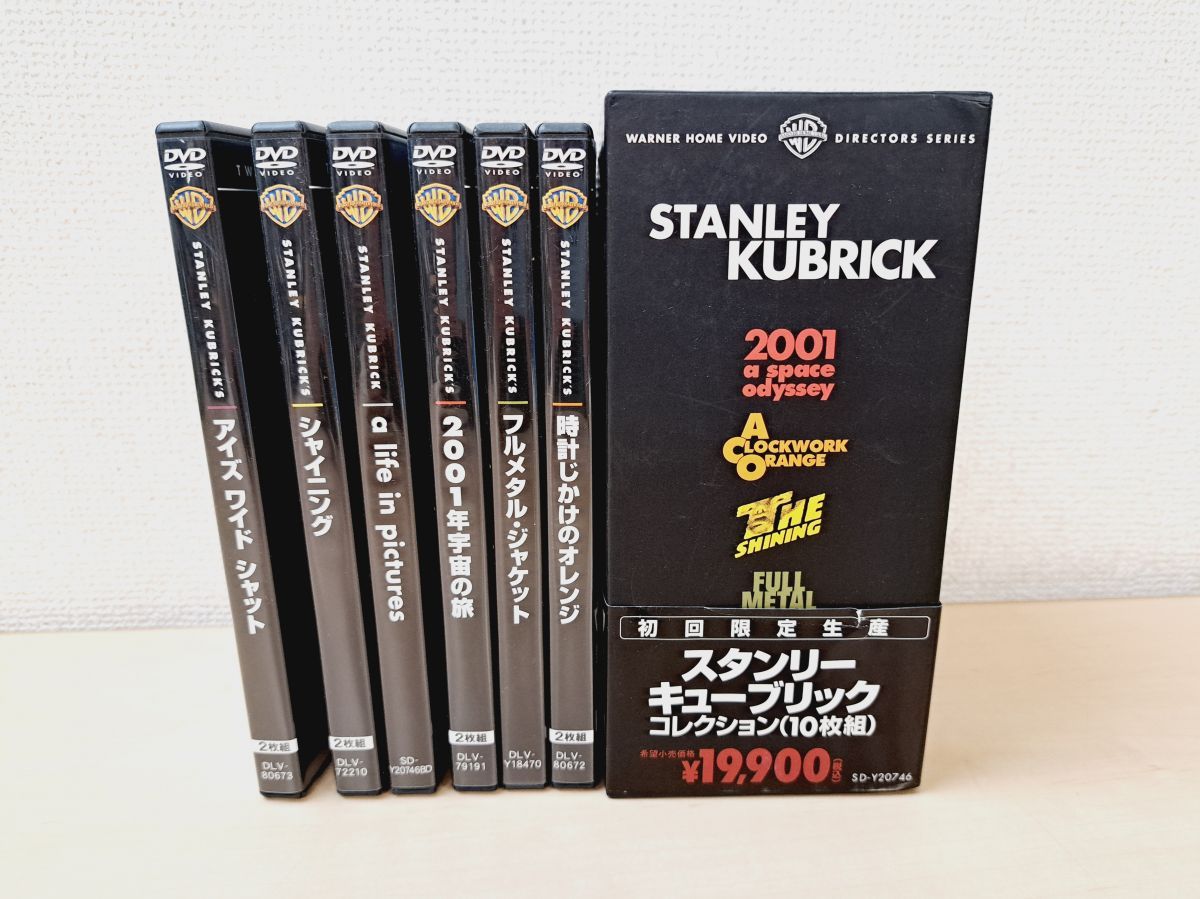 DVD
VIDEO
STANLEY KUBRICK'S
アイズ ワイド シャット
2枚組
DLV-
80673
DVD
VIDEO
STANLEY KUBRICK'S
シャイニング
2枚組
DLV-
72210
DVD
VIDEO
STANLEY KUBRICK
a life in pictures
SD-
Y20746BD
DVD
VIDEO
STANLEY KUBRICK'S
2001年宇宙の旅
2枚組
DLV-
79191
DVD
VIDEO
STANLEY KUBRICK'S
フルメタル・ジャケット
DLV-
Y18470
DVD
VIDEO
STANLEY KUBRICK'S
時計じかけのオレンジ
2枚組
DLV-
80672
WARNER HOME VIDEO WB DIRECTORS SERIES
STANLEY
KUBRICK
2001
a space
odyssey
A
CLOCKWORK
ORANGE
THE
SHINING
FULL
METAL
初回限定生産
スタンリー
キューブリック
コレクション(10枚組)
希望小売価格
¥19,900
SD-Y20746